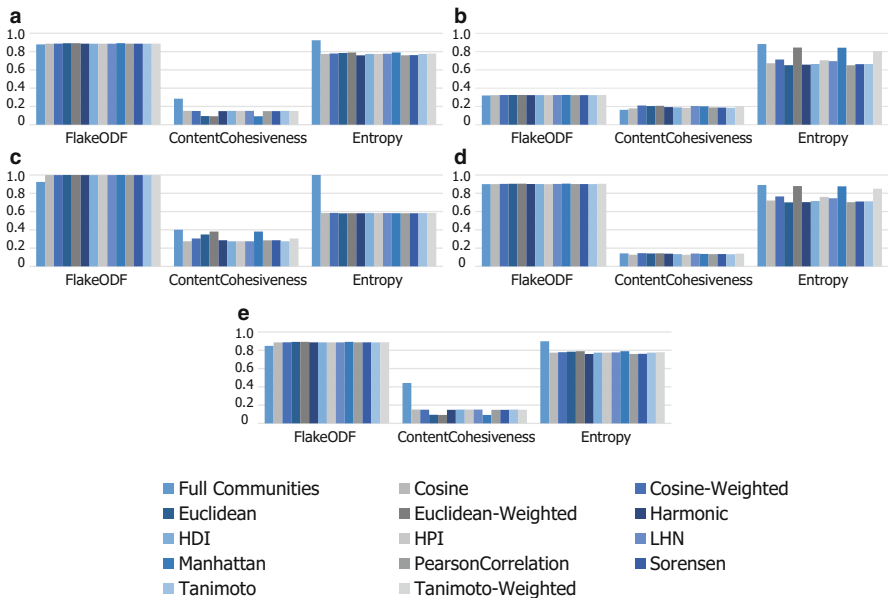 a
1.0
0.8
0.6
0.4
0.2
0
FlakeODF ContentCohesiveness Entropy
b
1.0
0.8
0.6
0.4
0.2
0
FlakeODF ContentCohesiveness Entropy
c
1.0
0.8
0.6
0.4
0.2
0
FlakeODF ContentCohesiveness Entropy
d
1.0
0.8
0.6
0.4
0.2
0
FlakeODF ContentCohesiveness Entropy
e
1.0
0.8
0.6
0.4
0.2
0
FlakeODF ContentCohesiveness Entropy
Full Communities Cosine Cosine-Weighted
Euclidean Euclidean-Weighted Harmonic
HDI HPI LHN
Manhattan PearsonCorrelation Sorensen
Tanimoto Tanimoto-Weighted